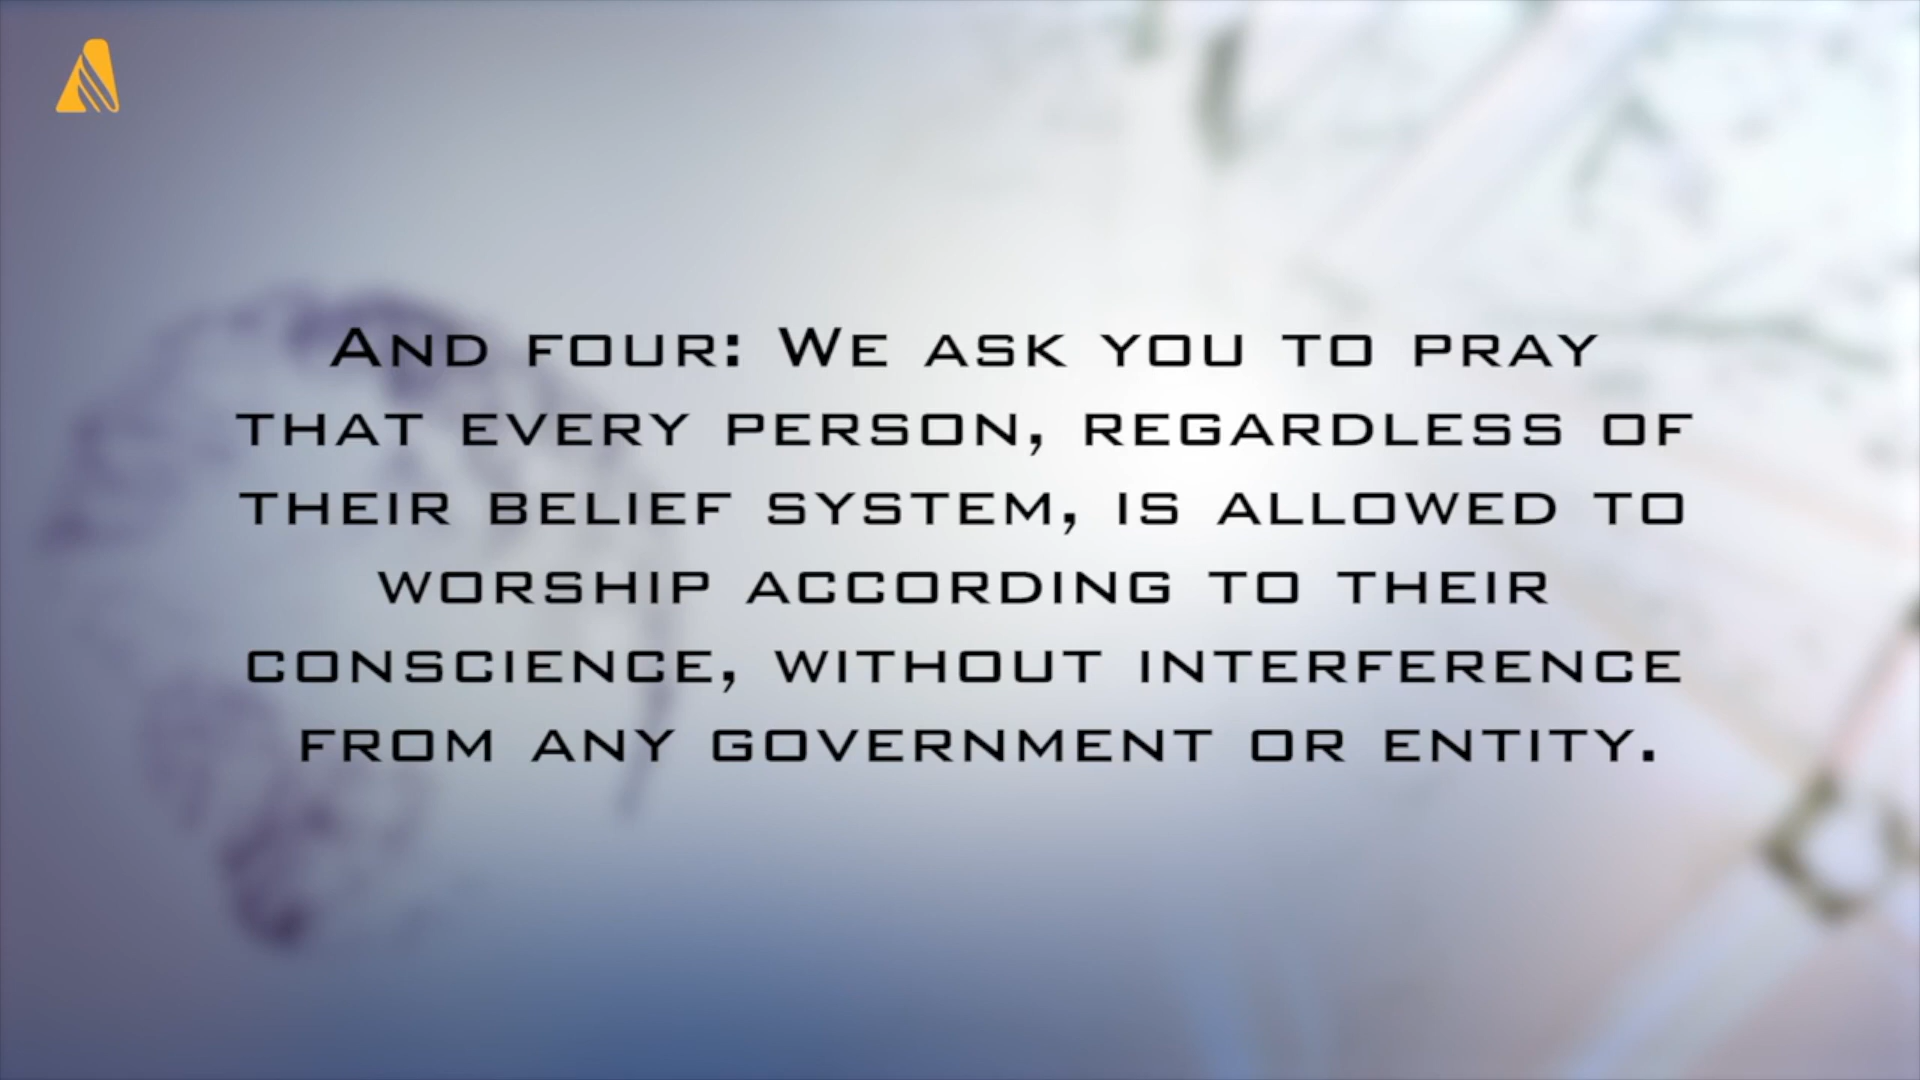 And four: We ask you to pray
that every person, regardless of
their belief system, is allowed to
worship according to their
conscience, without interference
from any government or entity.